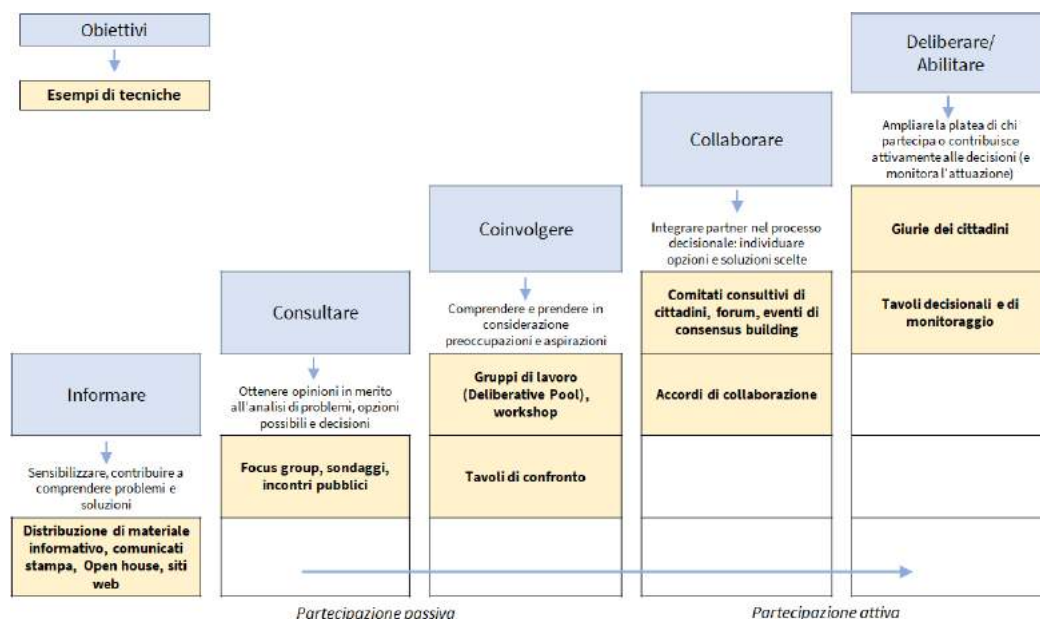 Obiettivi
Esempi di tecniche
Informare
Sensibilizzare, contribuire a
comprendere problemi e
soluzioni
Distribuzione di materiale
informativo, comunicati
stampa, Open house, siti
web
Consultare
Ottenere opinioni in merito
all'analisi di problemi, opzioni
possibili e decisioni
Focus group, sondaggi,
incontri pubblici
Coinvolgere
Comprendere e prendere in
considerazione
preoccupazioni e aspirazioni
Gruppi di lavoro
(Deliberative Pool),
workshop
Tavoli di confronto
Collaborare
Integrare partner nel processo
decisionale: individuare
opzioni e soluzioni scelte
Comitati consultivi di
cittadini, forum, eventi di
consensus building
Accordi di collaborazione
Deliberare/
Abilitare
Ampliare la platea di chi
partecipa o contribuisce
attivamente alle decisioni (e
monitora l'attuazione)
Giurie dei cittadini
Tavoli decisionali e di
monitoraggio
Partecipazione passiva
Partecipazione attiva